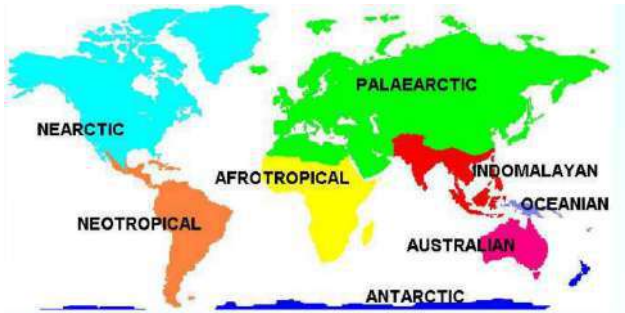 PALAEARCTIC
NEARCTIC
AFROTROPICAL
INDOMALAYAN
OCEANIAN
NEOTROPICAL
AUSTRALIAN
ANTARCTIC